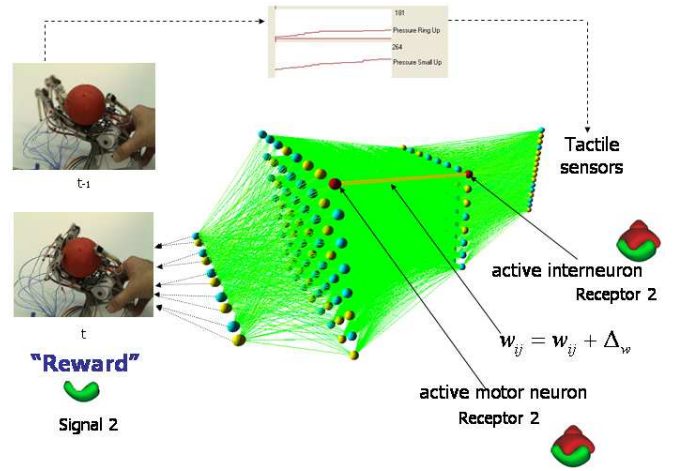 181
Pressure Ring Up
264
Pressure Small Up
Tactile
sensors
t-1
active interneuron
Receptor 2
t
wij = wij + Δw
"Reward"
active motor neuron
Receptor 2
Signal 2